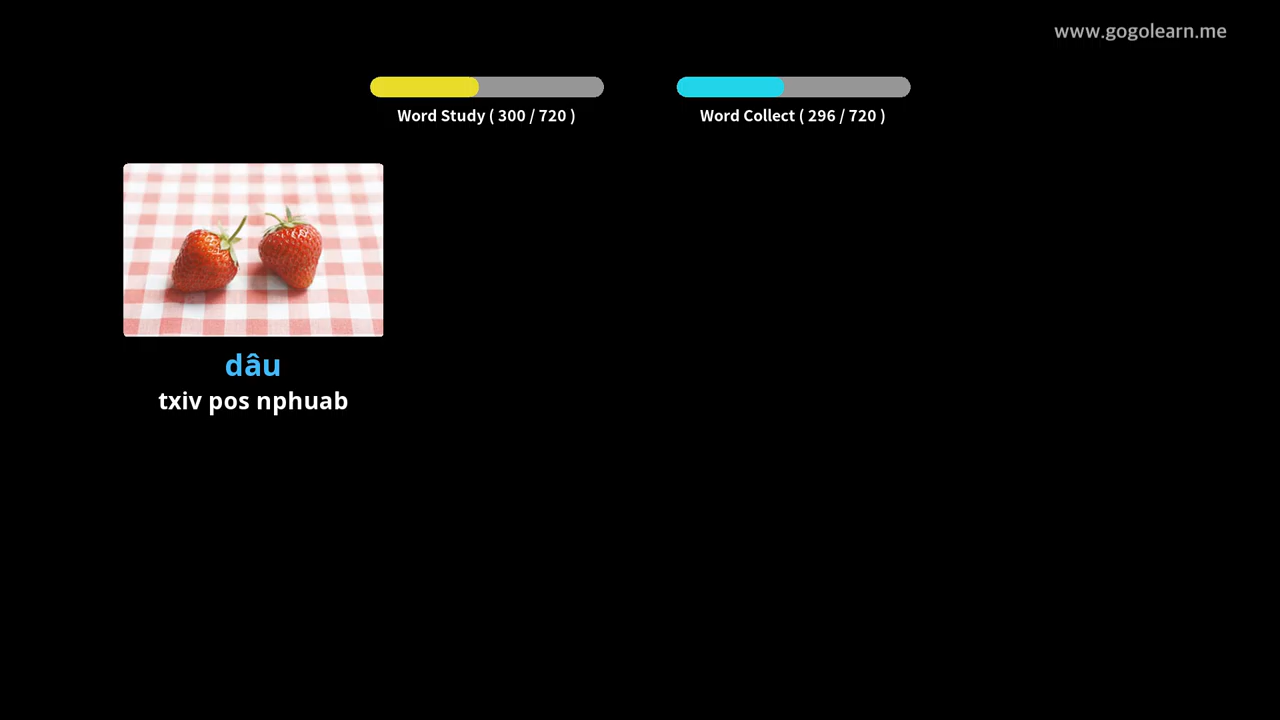 www.gogolearn.me
Word Study ( 300 / 720 )
Word Collect ( 296 / 720 )
dâu
txiv pos nphuab